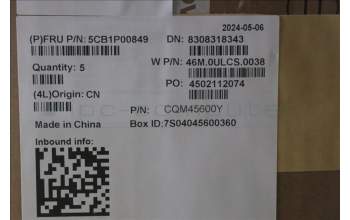 2024-05-06
(P)FRU P/N: 5CB1P00849 DN: 8308318343
Quantity: 5 W P/N: 46M.0ULCS.0038
PO: 4502112074
(4L)Origin: CN
P/N: CQM45600Y
Made in China Box ID:7S04045600360
Inbound info: